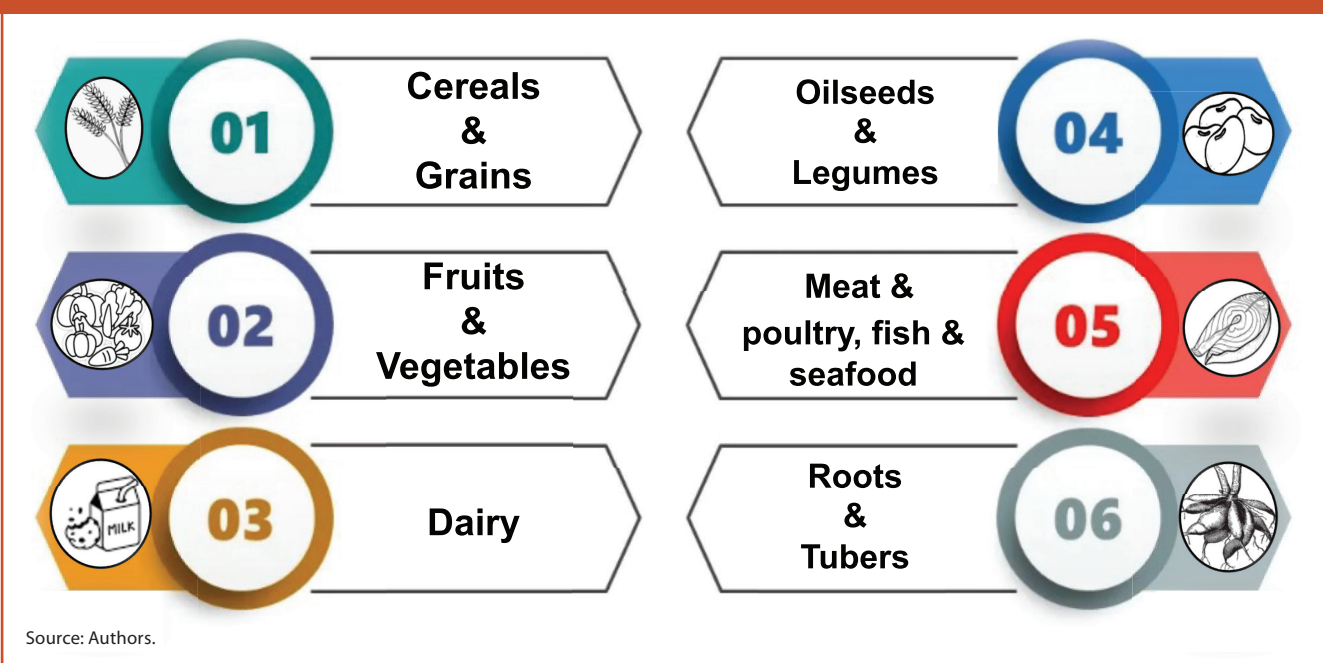 01
Cereals
&
Grains
02
Fruits
&
Vegetables
03
MILK
Dairy
04
Oilseeds
&
Legumes
05
Meat &
poultry, fish &
seafood
06
Roots
&
Tubers
Source: Authors.